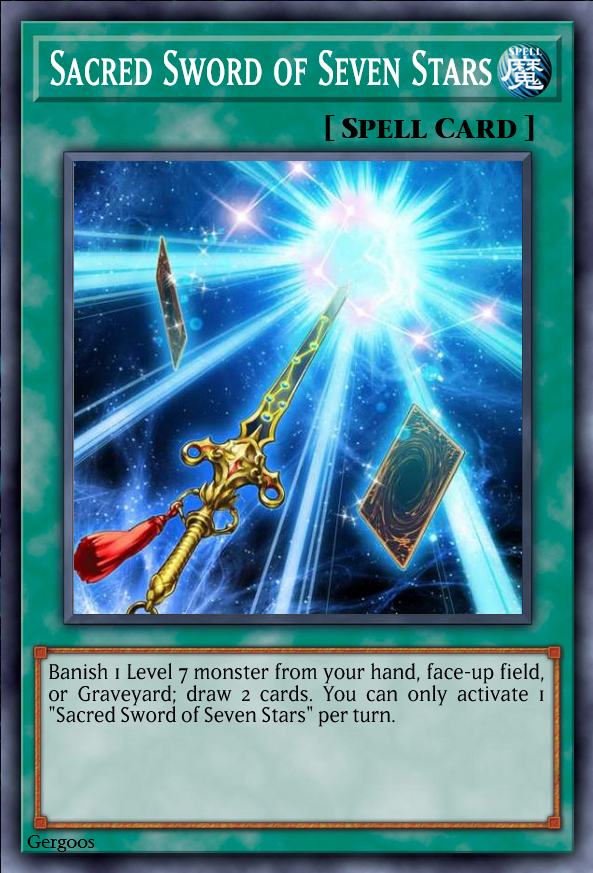 SACRED SWORD OF SEVEN STARS
SPELL
魔
[ SPELL CARD ]
Banish 1 Level 7 monster from your hand, face-up field,
or Graveyard; draw 2 cards. You can only activate 1
"Sacred Sword of Seven Stars" per turn.
Gergoos